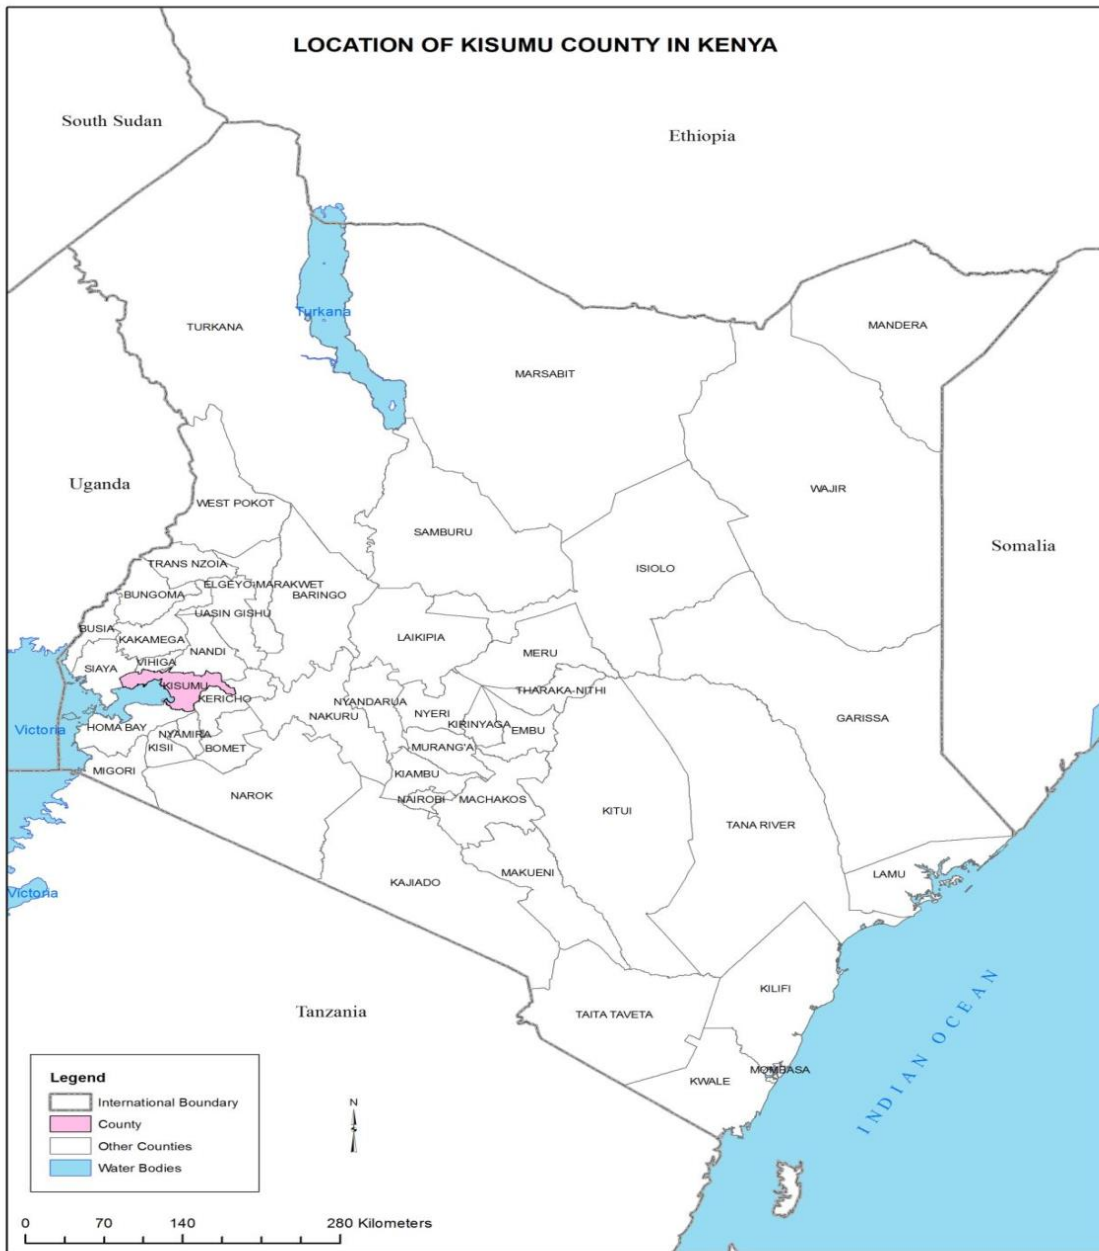 LOCATION OF KISUMU COUNTY IN KENYA
South Sudan
Ethiopia
Turkana
TURKANA
MANDERA
MARSABIT
Uganda
WAJIR
WEST POKOT
SAMBURU
Somalia
TRANS NZOIA
ISIOLO
ELGEYO-MARAKWET
BUNGOMA
BARINGO
UASIN GISHU
BUSIA
KAKAMEGA
LAIKIPIA
NANDI
MERU
VIHIGA
SIAYA
KISUMU
THARAKA-NITHI
KERICHO
NYANDARUA
NYERI
NAKURU
GARISSA
KIRINYAGA
HOMA BAY
EMBU
Victoria
NYAMIRA
KISII
BOMET
MURANG'A
MIGORI
KIAMBU
NAROK
NAIROBI
MACHAKOS
KITUI
TANA RIVER
MAKUENI
LAMU
KAJIADO
Victoria
KILIFI
Tanzania
TAITA TAVETA
INDIAN OCEAN
MOMBASA
KWALE
Legend
International Boundary
County
Other Counties
Water Bodies
N
0 70 140 280 Kilometers